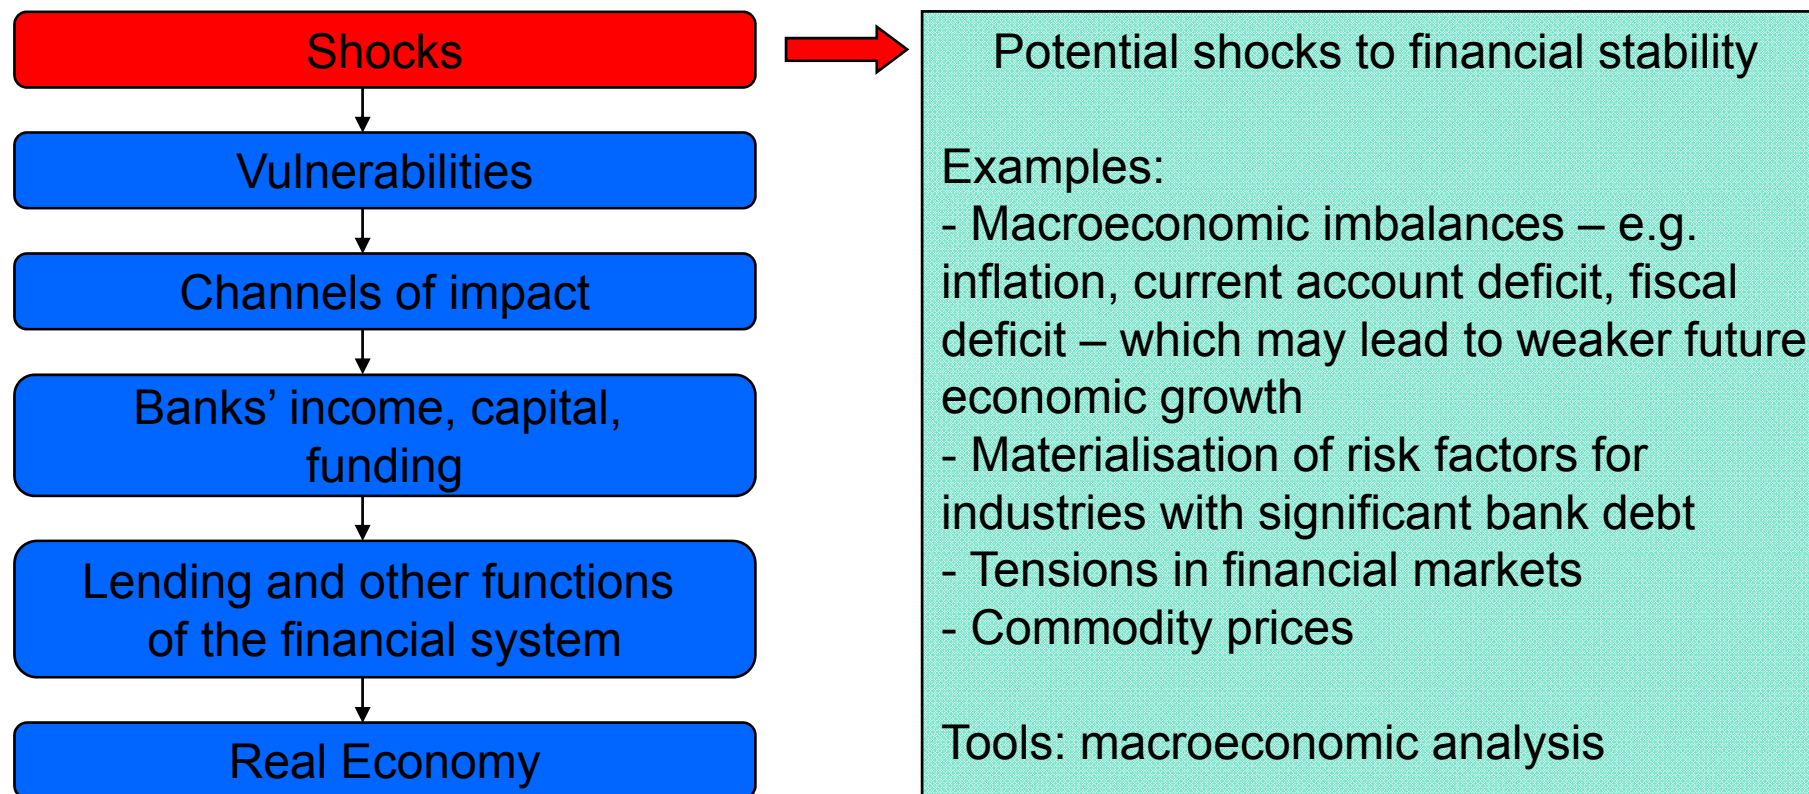 Shocks
Vulnerabilities
Channels of impact
Banks’ income, capital,
funding
Lending and other functions
of the financial system
Real Economy
Potential shocks to financial stability
Examples:
- Macroeconomic imbalances – e.g.
inflation, current account deficit, fiscal
deficit – which may lead to weaker future
economic growth
- Materialisation of risk factors for
industries with significant bank debt
- Tensions in financial markets
- Commodity prices
Tools: macroeconomic analysis